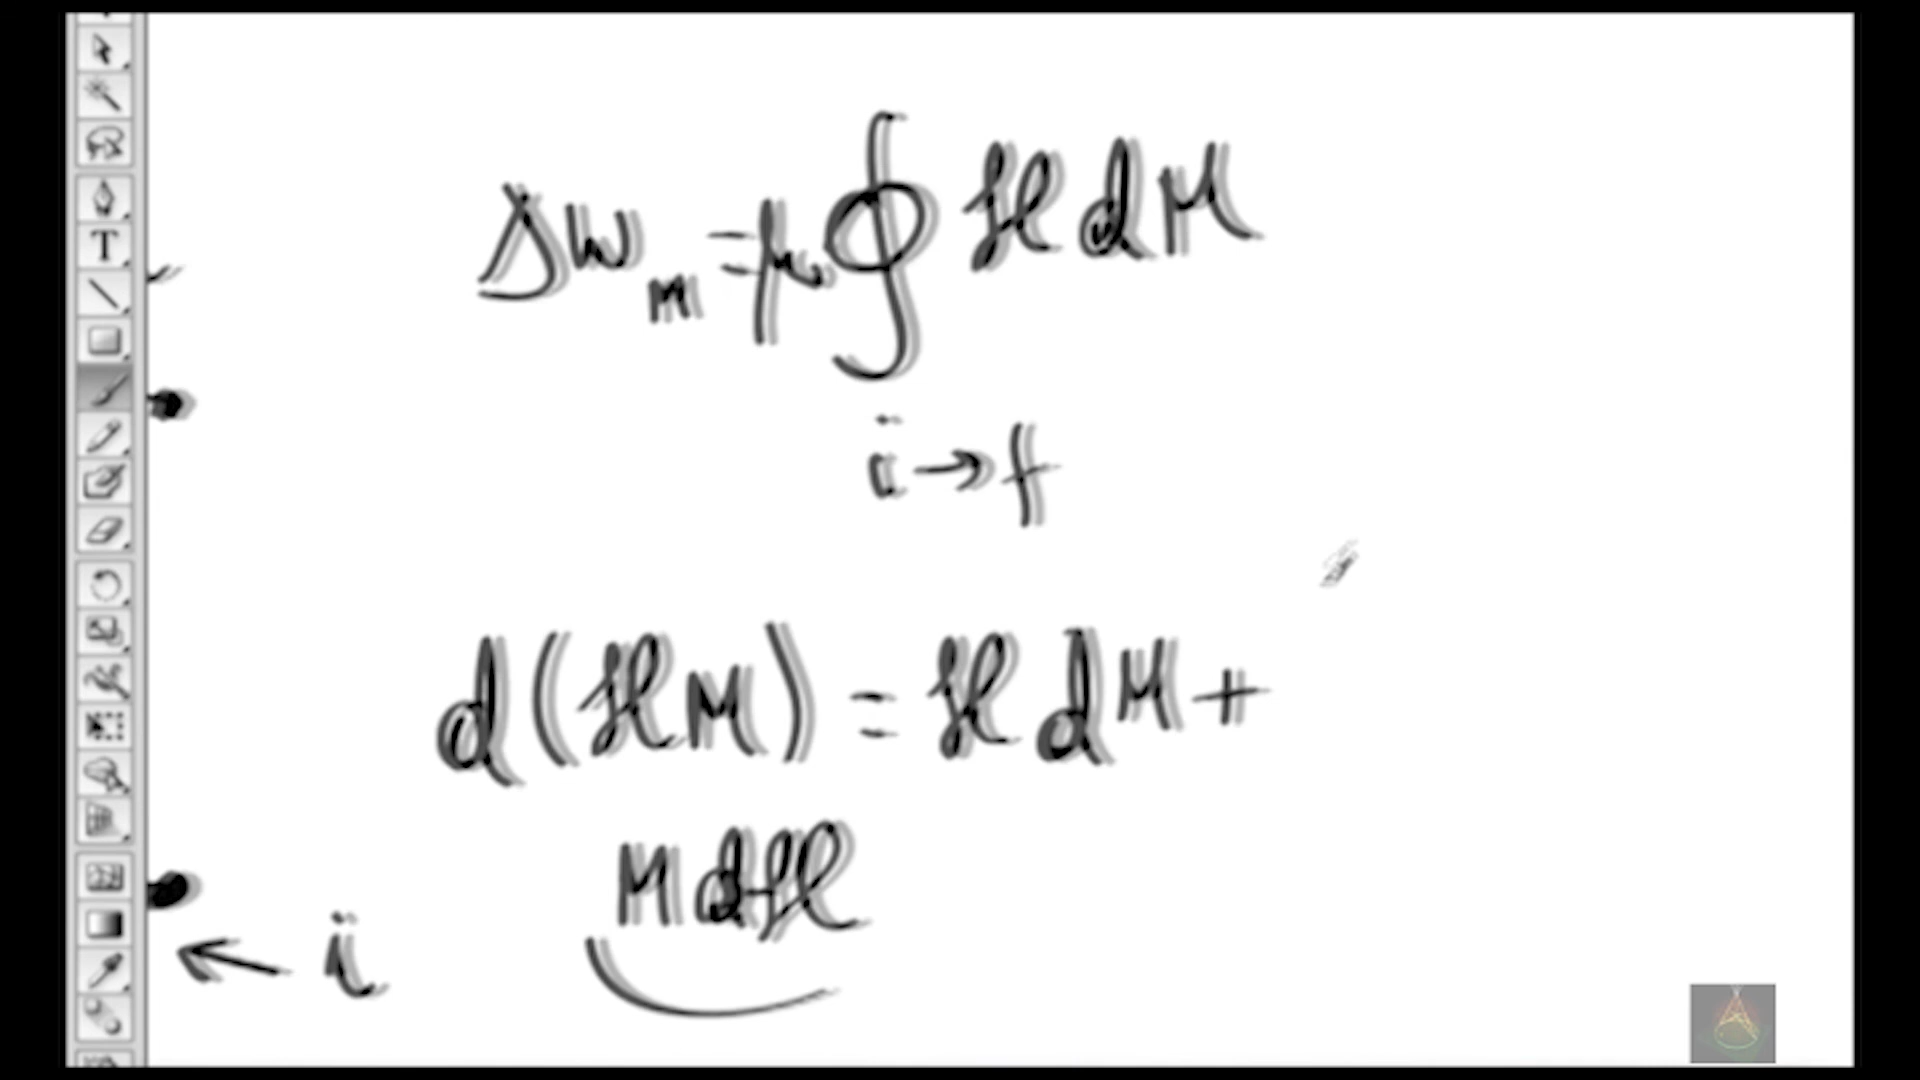 Δw_m = μ₀ ∮ ℋ dM
i → f
d(ℋM) = ℋ dM +
M dℋ
← i